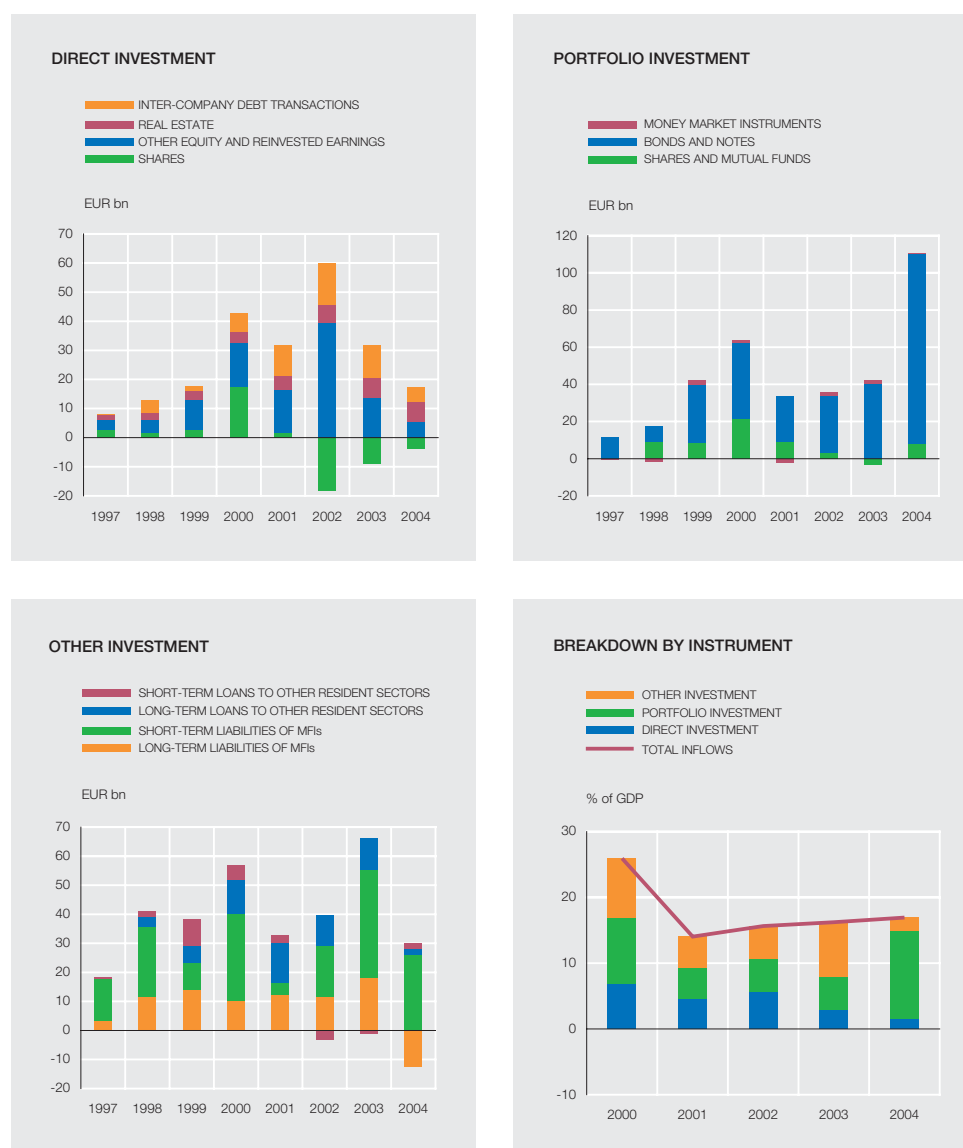 DIRECT INVESTMENT
INTER-COMPANY DEBT TRANSACTIONS
REAL ESTATE
OTHER EQUITY AND REINVESTED EARNINGS
SHARES
EUR bn
70
60
50
40
30
20
10
0
-10
-20
1997 1998 1999 2000 2001 2002 2003 2004
PORTFOLIO INVESTMENT
MONEY MARKET INSTRUMENTS
BONDS AND NOTES
SHARES AND MUTUAL FUNDS
EUR bn
120
100
80
60
40
20
0
-20
1997 1998 1999 2000 2001 2002 2003 2004
OTHER INVESTMENT
SHORT-TERM LOANS TO OTHER RESIDENT SECTORS
LONG-TERM LOANS TO OTHER RESIDENT SECTORS
SHORT-TERM LIABILITIES OF MFIs
LONG-TERM LIABILITIES OF MFIs
EUR bn
70
60
50
40
30
20
10
0
-10
-20
1997 1998 1999 2000 2001 2002 2003 2004
BREAKDOWN BY INSTRUMENT
OTHER INVESTMENT
PORTFOLIO INVESTMENT
DIRECT INVESTMENT
TOTAL INFLOWS
% of GDP
30
20
10
0
-10
2000 2001 2002 2003 2004